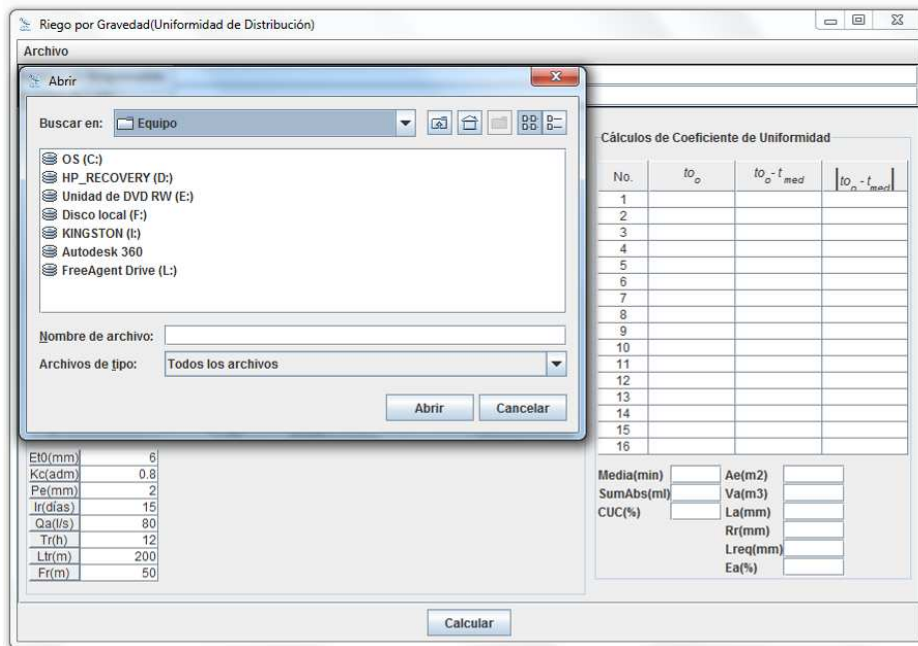 Riego por Gravedad(Uniformidad de Distribución)
Archivo
Abrir
Buscar en: Equipo
OS (C:)
HP_RECOVERY (D:)
Unidad de DVD RW (E:)
Disco local (F:)
KINGSTON (I:)
Autodesk 360
FreeAgent Drive (L:)
Nombre de archivo:
Archivos de tipo: Todos los archivos
Abrir Cancelar
Et0(mm) 6
Kc(adm) 0.8
Pe(mm) 2
Ir(días) 15
Qa(l/s) 80
Tr(h) 12
Ltr(m) 200
Fr(m) 50
Cálculos de Coeficiente de Uniformidad
No. to o to o - t med |to o - t med|
1
2
3
4
5
6
7
8
9
10
11
12
13
14
15
16
Media(min) Ae(m2)
SumAbs(ml) Va(m3)
CUC(%) La(mm)
Rr(mm)
Lreq(mm)
Ea(%)
Calcular